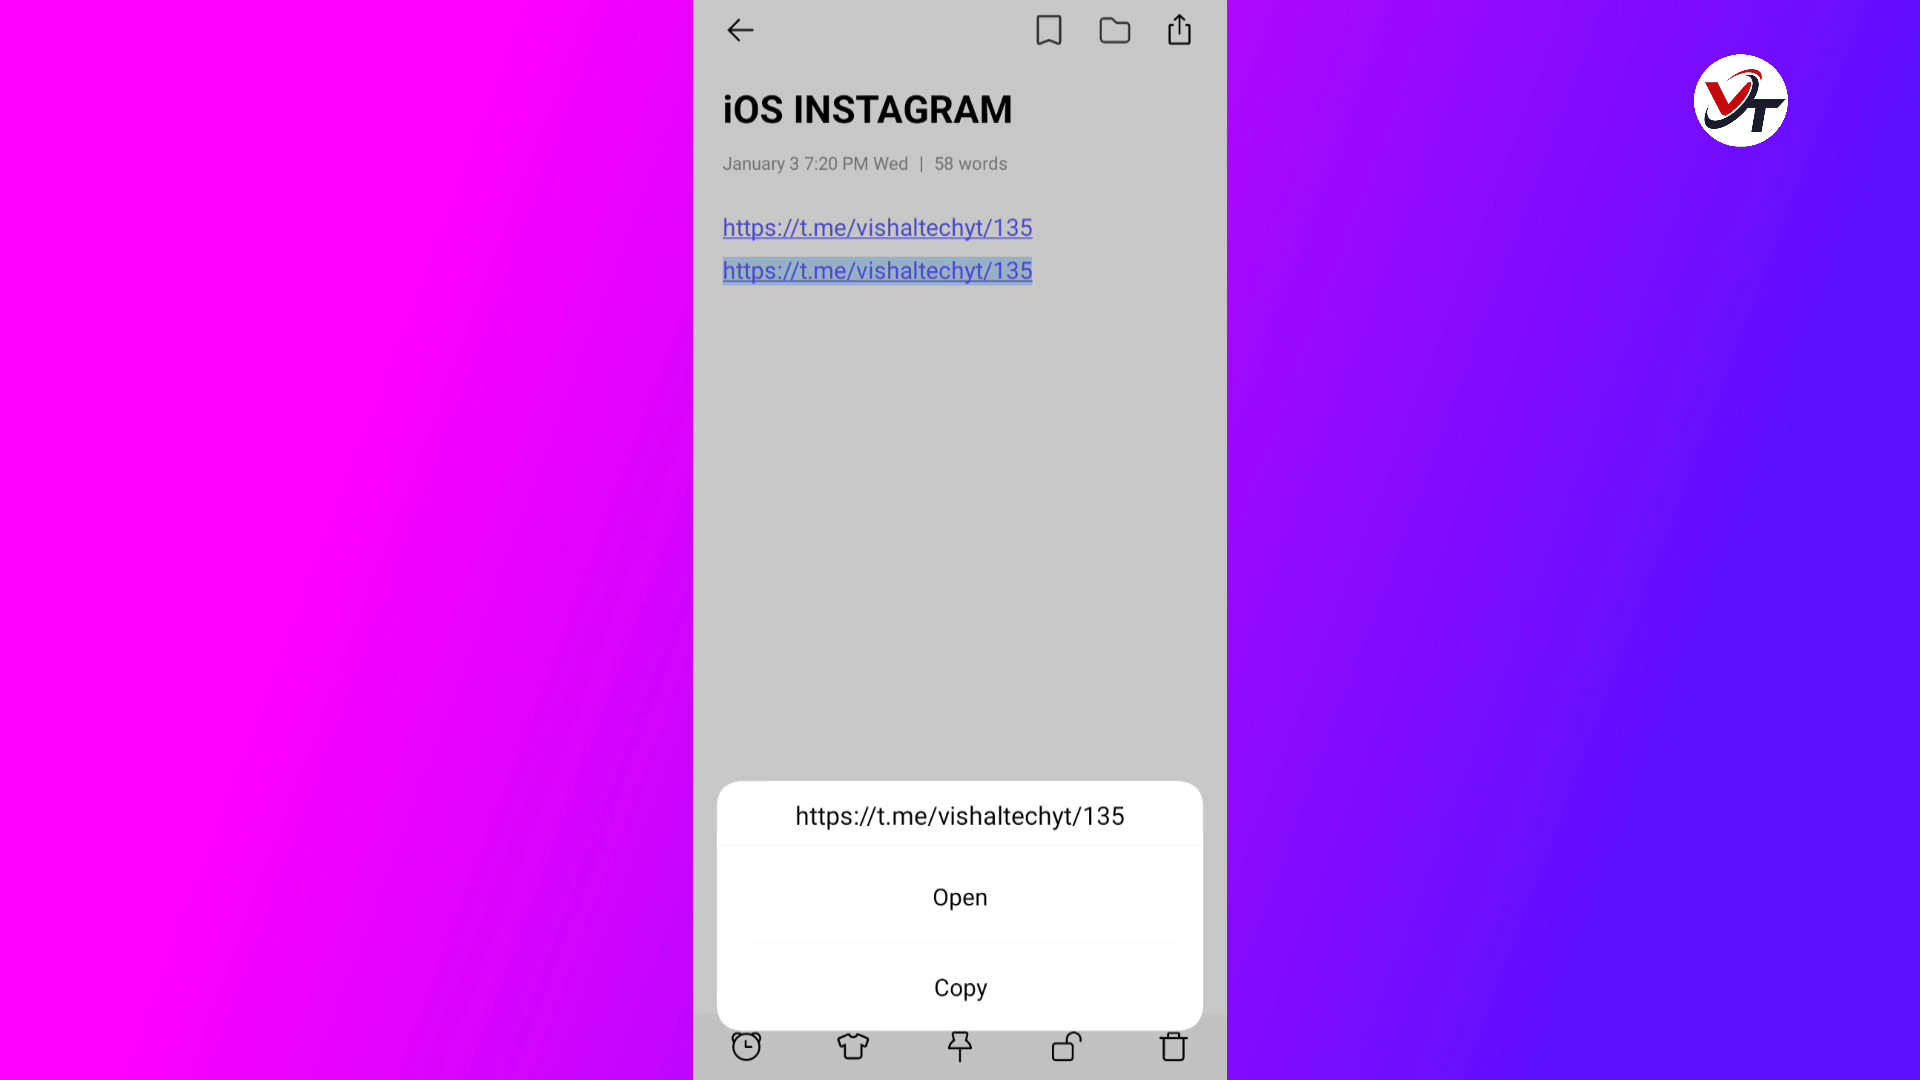 VT
iOS INSTAGRAM
January 3 7:20 PM Wed | 58 words
https://t.me/vishaltechyt/135
https://t.me/vishaltechyt/135
https://t.me/vishaltechyt/135
Open
Copy